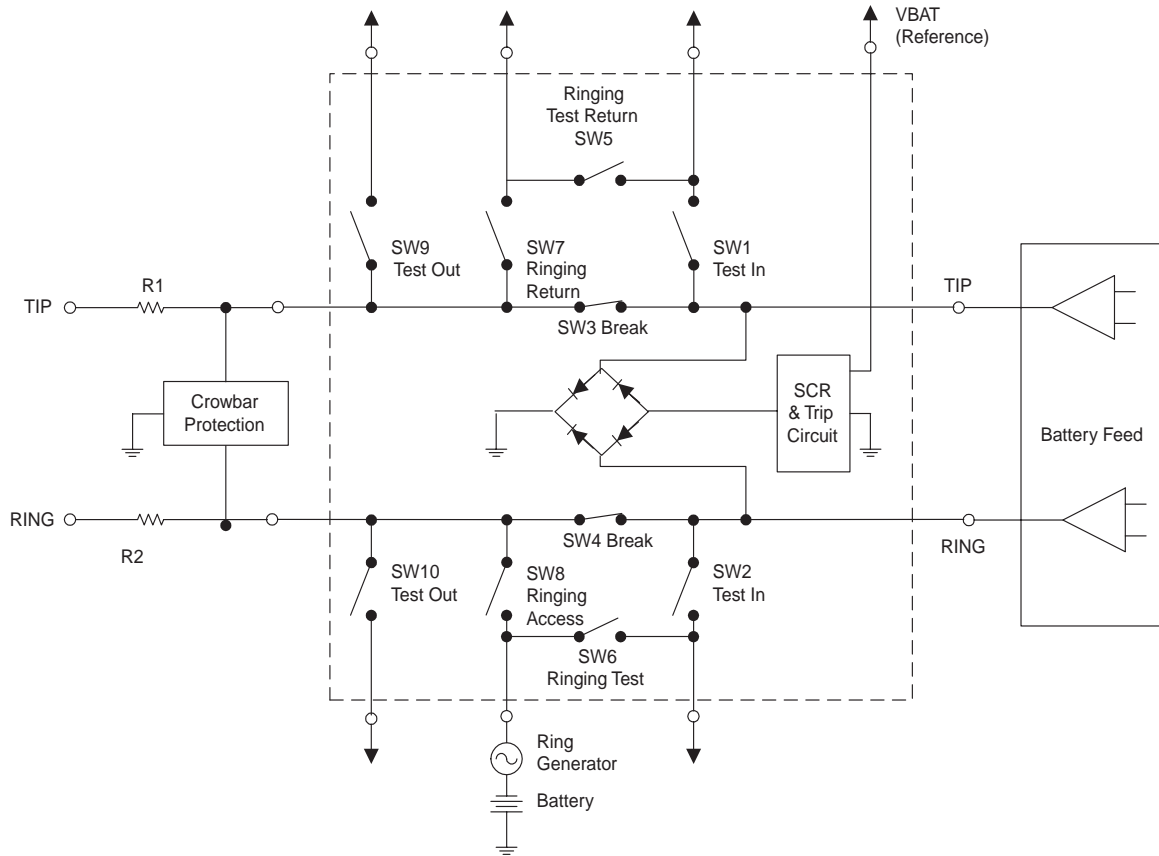 VBAT
(Reference)
Ringing
Test Return
SW5
SW9
Test Out
SW7
Ringing
Return
SW1
Test In
R1
TIP
TIP
SW3 Break
Crowbar
Protection
SCR
& Trip
Circuit
Battery Feed
RING
R2
SW4 Break
RING
SW10
Test Out
SW8
Ringing
Access
SW2
Test In
SW6
Ringing Test
Ring
Generator
Battery